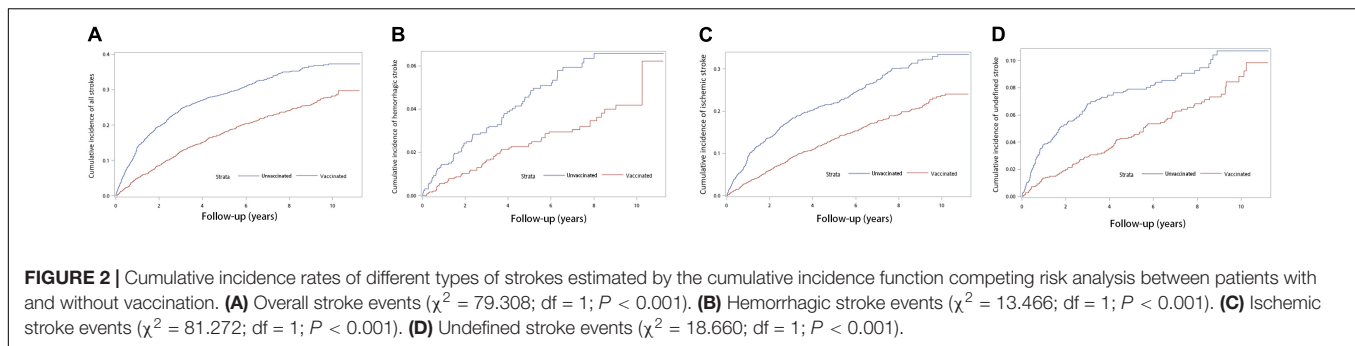 A
Cumulative incidence of all strokes
0.4
0.3
0.2
0.1
0.0
Strata Unvaccinated Vaccinated
0 2 4 6 8 10
Follow-up (years)
B
Cumulative incidence of hemorrhagic stroke
0.06
0.04
0.02
0.00
Strata Unvaccinated Vaccinated
0 2 4 6 8 10
Follow-up (years)
C
Cumulative incidence of ischemic stroke
0.3
0.2
0.1
0.0
Strata Unvaccinated Vaccinated
0 2 4 6 8 10
Follow-up (years)
D
Cumulative incidence of undefined stroke
0.10
0.08
0.06
0.04
0.02
0.00
Strata Unvaccinated Vaccinated
0 2 4 6 8 10
Follow-up (years)
FIGURE 2 | Cumulative incidence rates of different types of strokes estimated by the cumulative incidence function competing risk analysis between patients with
and without vaccination. (A) Overall stroke events (χ² = 79.308; df = 1; P < 0.001). (B) Hemorrhagic stroke events (χ² = 13.466; df = 1; P < 0.001). (C) Ischemic
stroke events (χ² = 81.272; df = 1; P < 0.001). (D) Undefined stroke events (χ² = 18.660; df = 1; P < 0.001).